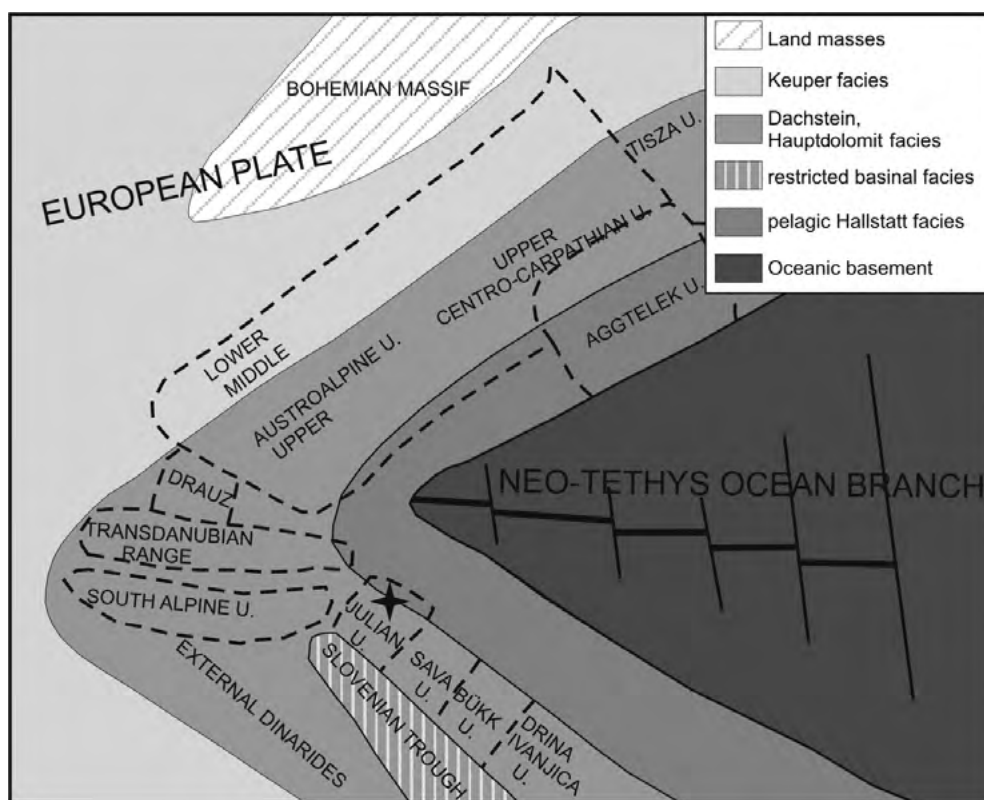 BOHEMIAN MASSIF
EUROPEAN PLATE
TISZA U.
UPPER
CENTRO-CARPATHIAN U.
AGGTELEK U.
LOWER
MIDDLE
AUSTROALPINE U.
UPPER
NEO-TETHYS OCEAN BRANCH
DRAUZ
TRANSDANUBIAN
RANGE
SOUTH ALPINE U.
JULIAN
U.
SAVA
U.
BÜKK
U.
DRINA
IVANJICA
U.
SLOVENIAN TROUGH
EXTERNAL DINARIDES
Land masses
Keuper facies
Dachstein,
Hauptdolomit facies
restricted basinal facies
pelagic Hallstatt facies
Oceanic basement